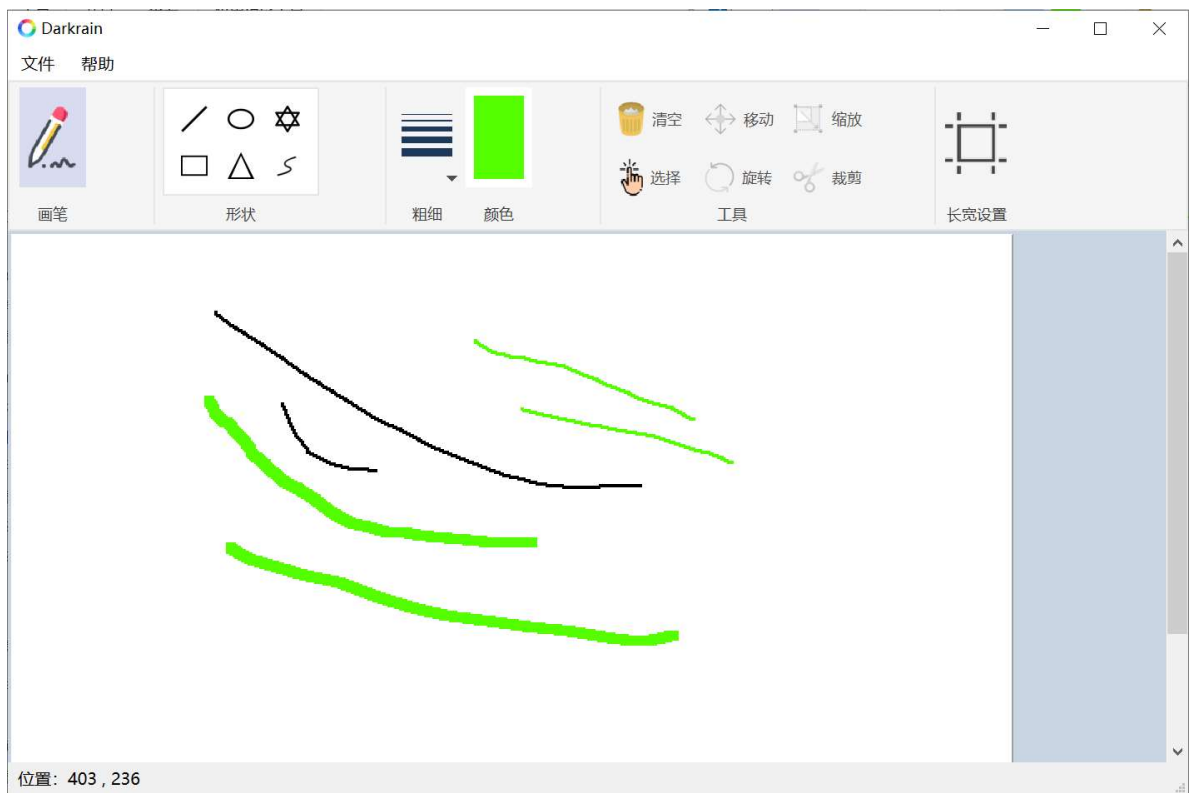 Darkrain
文件 帮助
清空 移动 缩放
选择 旋转 裁剪
画笔 形状 粗细 颜色 工具 长宽设置
位置: 403 , 236